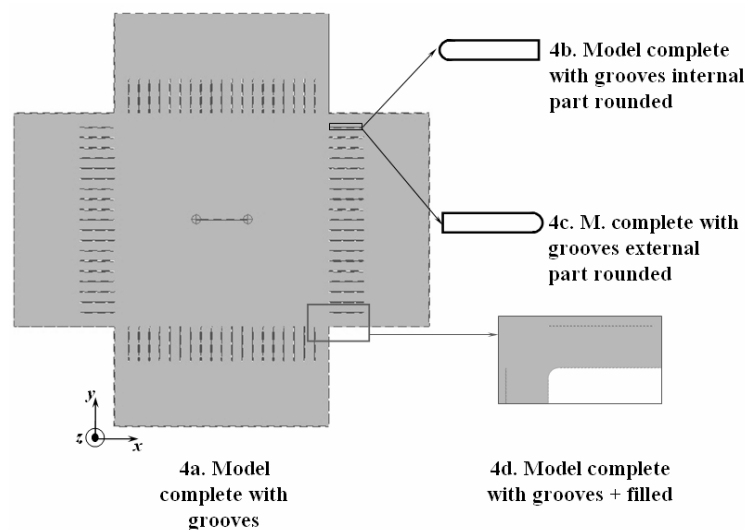 4b. Model complete
with grooves internal
part rounded
4c. M. complete with
grooves external
part rounded
y
z
x
4a. Model
complete with
grooves
4d. Model complete
with grooves + filled